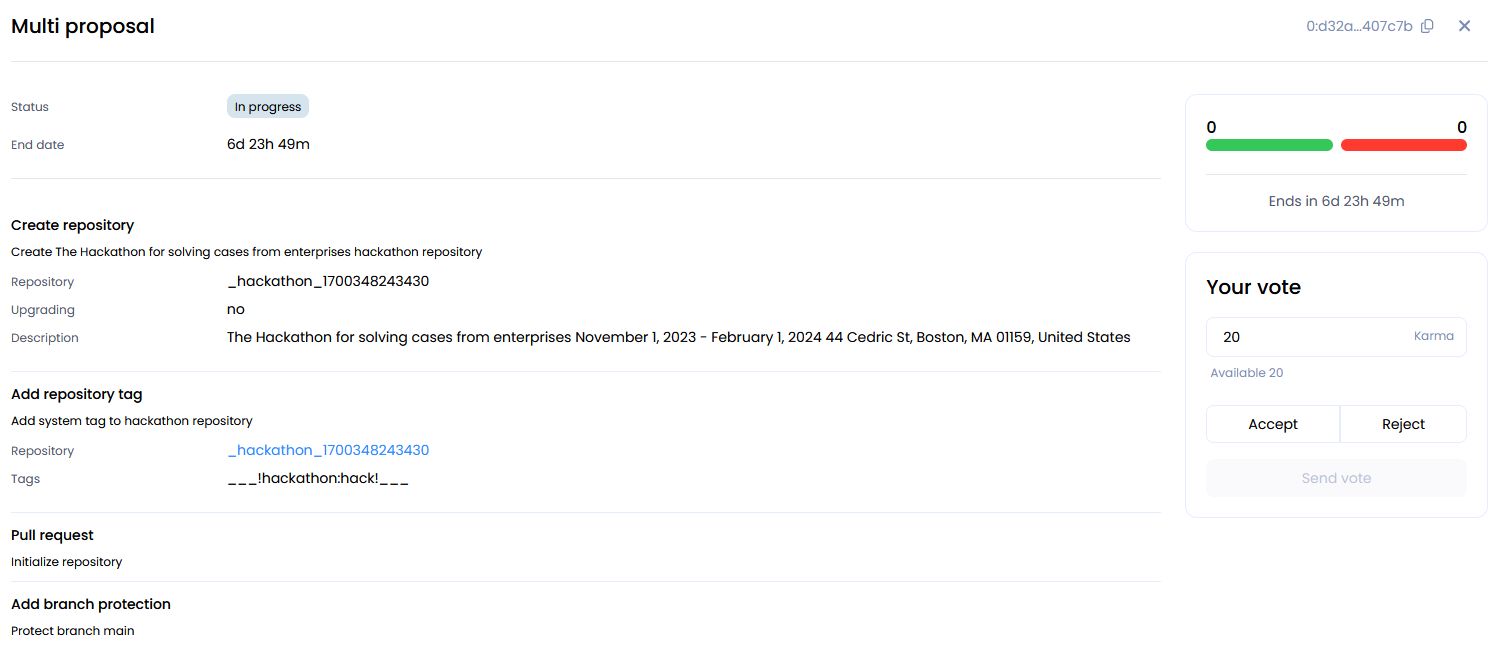 Multi proposal
0:d32a...407c7b
Status In progress
End date 6d 23h 49m
Create repository
Create The Hackathon for solving cases from enterprises hackathon repository
Repository _hackathon_1700348243430
Upgrading no
Description The Hackathon for solving cases from enterprises November 1, 2023 - February 1, 2024 44 Cedric St, Boston, MA 01159, United States
Add repository tag
Add system tag to hackathon repository
Repository _hackathon_1700348243430
Tags ___!hackathon:hack!___
Pull request
Initialize repository
Add branch protection
Protect branch main
0 0
Ends in 6d 23h 49m
Your vote
20 Karma
Available 20
Accept Reject
Send vote